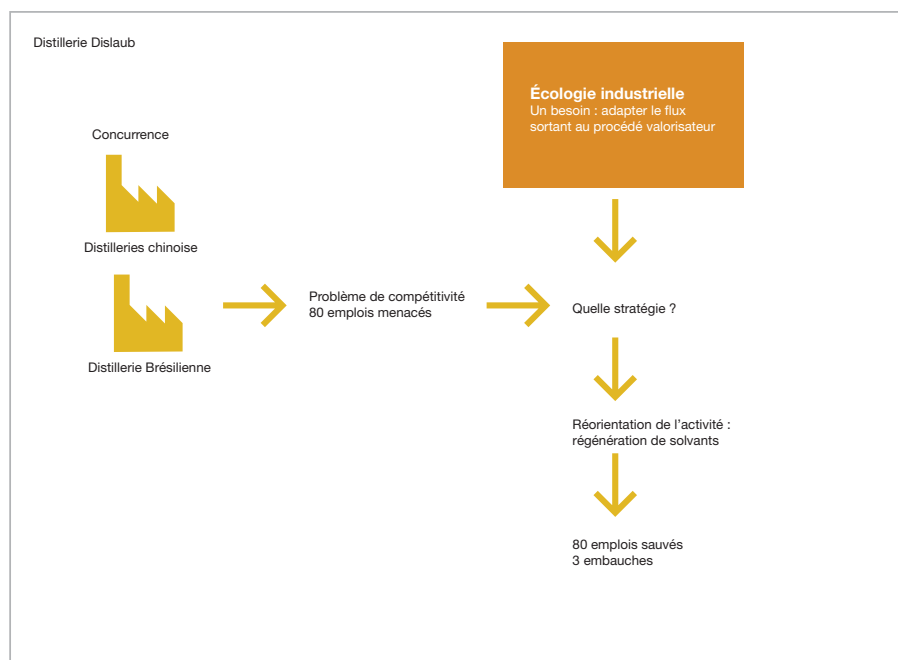 Distillerie Dislaub
Écologie industrielle
Un besoin : adapter le flux
sortant au procédé valorisateur
Concurrence
Distilleries chinoise
Problème de compétitivité
80 emplois menacés
Quelle stratégie ?
Distillerie Brésilienne
Réorientation de l’activité :
régénération de solvants
80 emplois sauvés
3 embauches